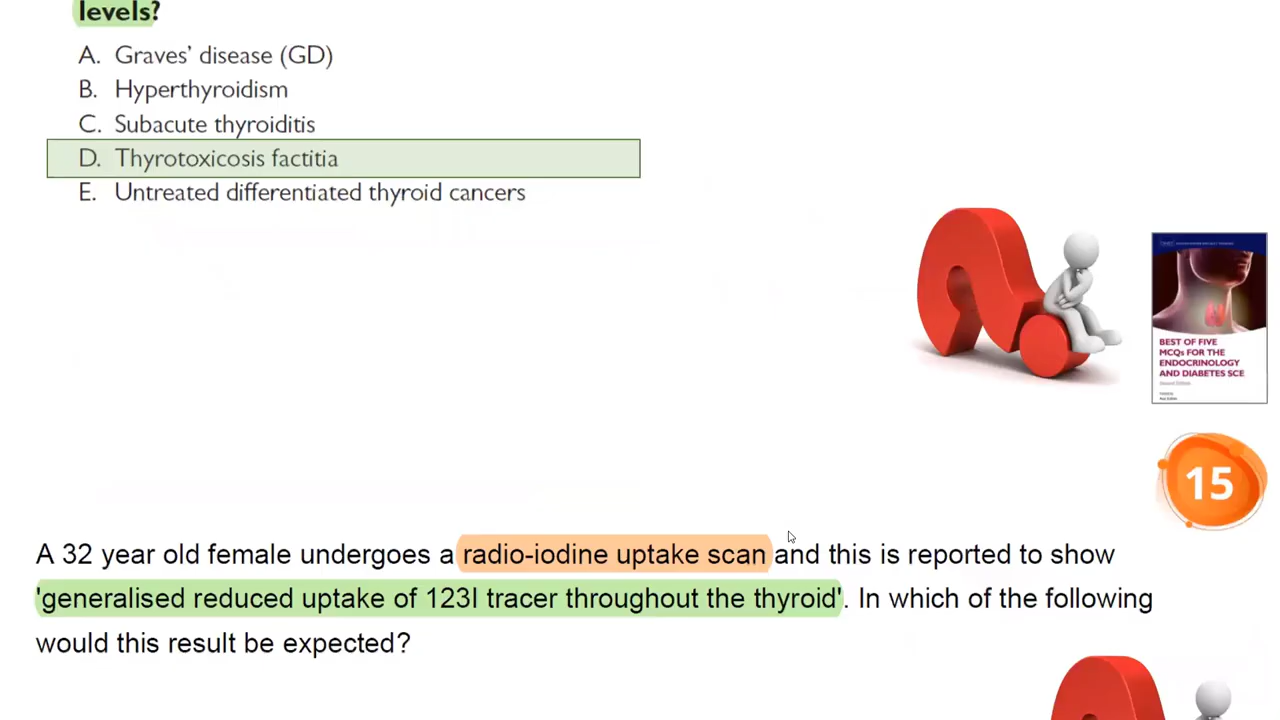 levels?
A. Graves' disease (GD)
B. Hyperthyroidism
C. Subacute thyroiditis
D. Thyrotoxicosis factitia
E. Untreated differentiated thyroid cancers
BEST OF FIVE
MCQs FOR THE
ENDOCRINOLOGY
AND DIABETES SCE
15
A 32 year old female undergoes a radio-iodine uptake scan and this is reported to show
'generalised reduced uptake of 123I tracer throughout the thyroid'. In which of the following
would this result be expected?